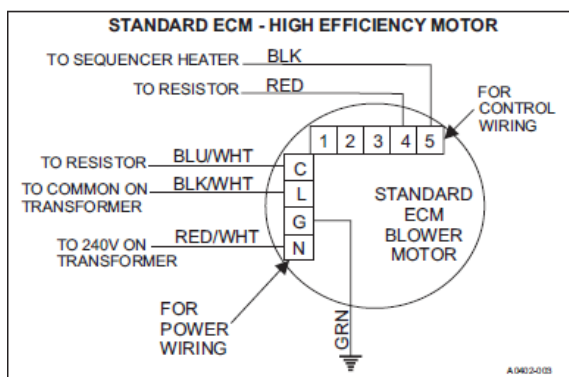 STANDARD ECM - HIGH EFFICIENCY MOTOR
TO SEQUENCER HEATER BLK
TO RESISTOR RED
FOR
CONTROL
WIRING
1 2 3 4 5
TO RESISTOR BLU/WHT C
TO COMMON ON BLK/WHT L
TRANSFORMER
STANDARD
ECM
BLOWER
MOTOR
G
TO 240V ON RED/WHT N
TRANSFORMER
FOR
POWER
WIRING
GRN
A0402-003